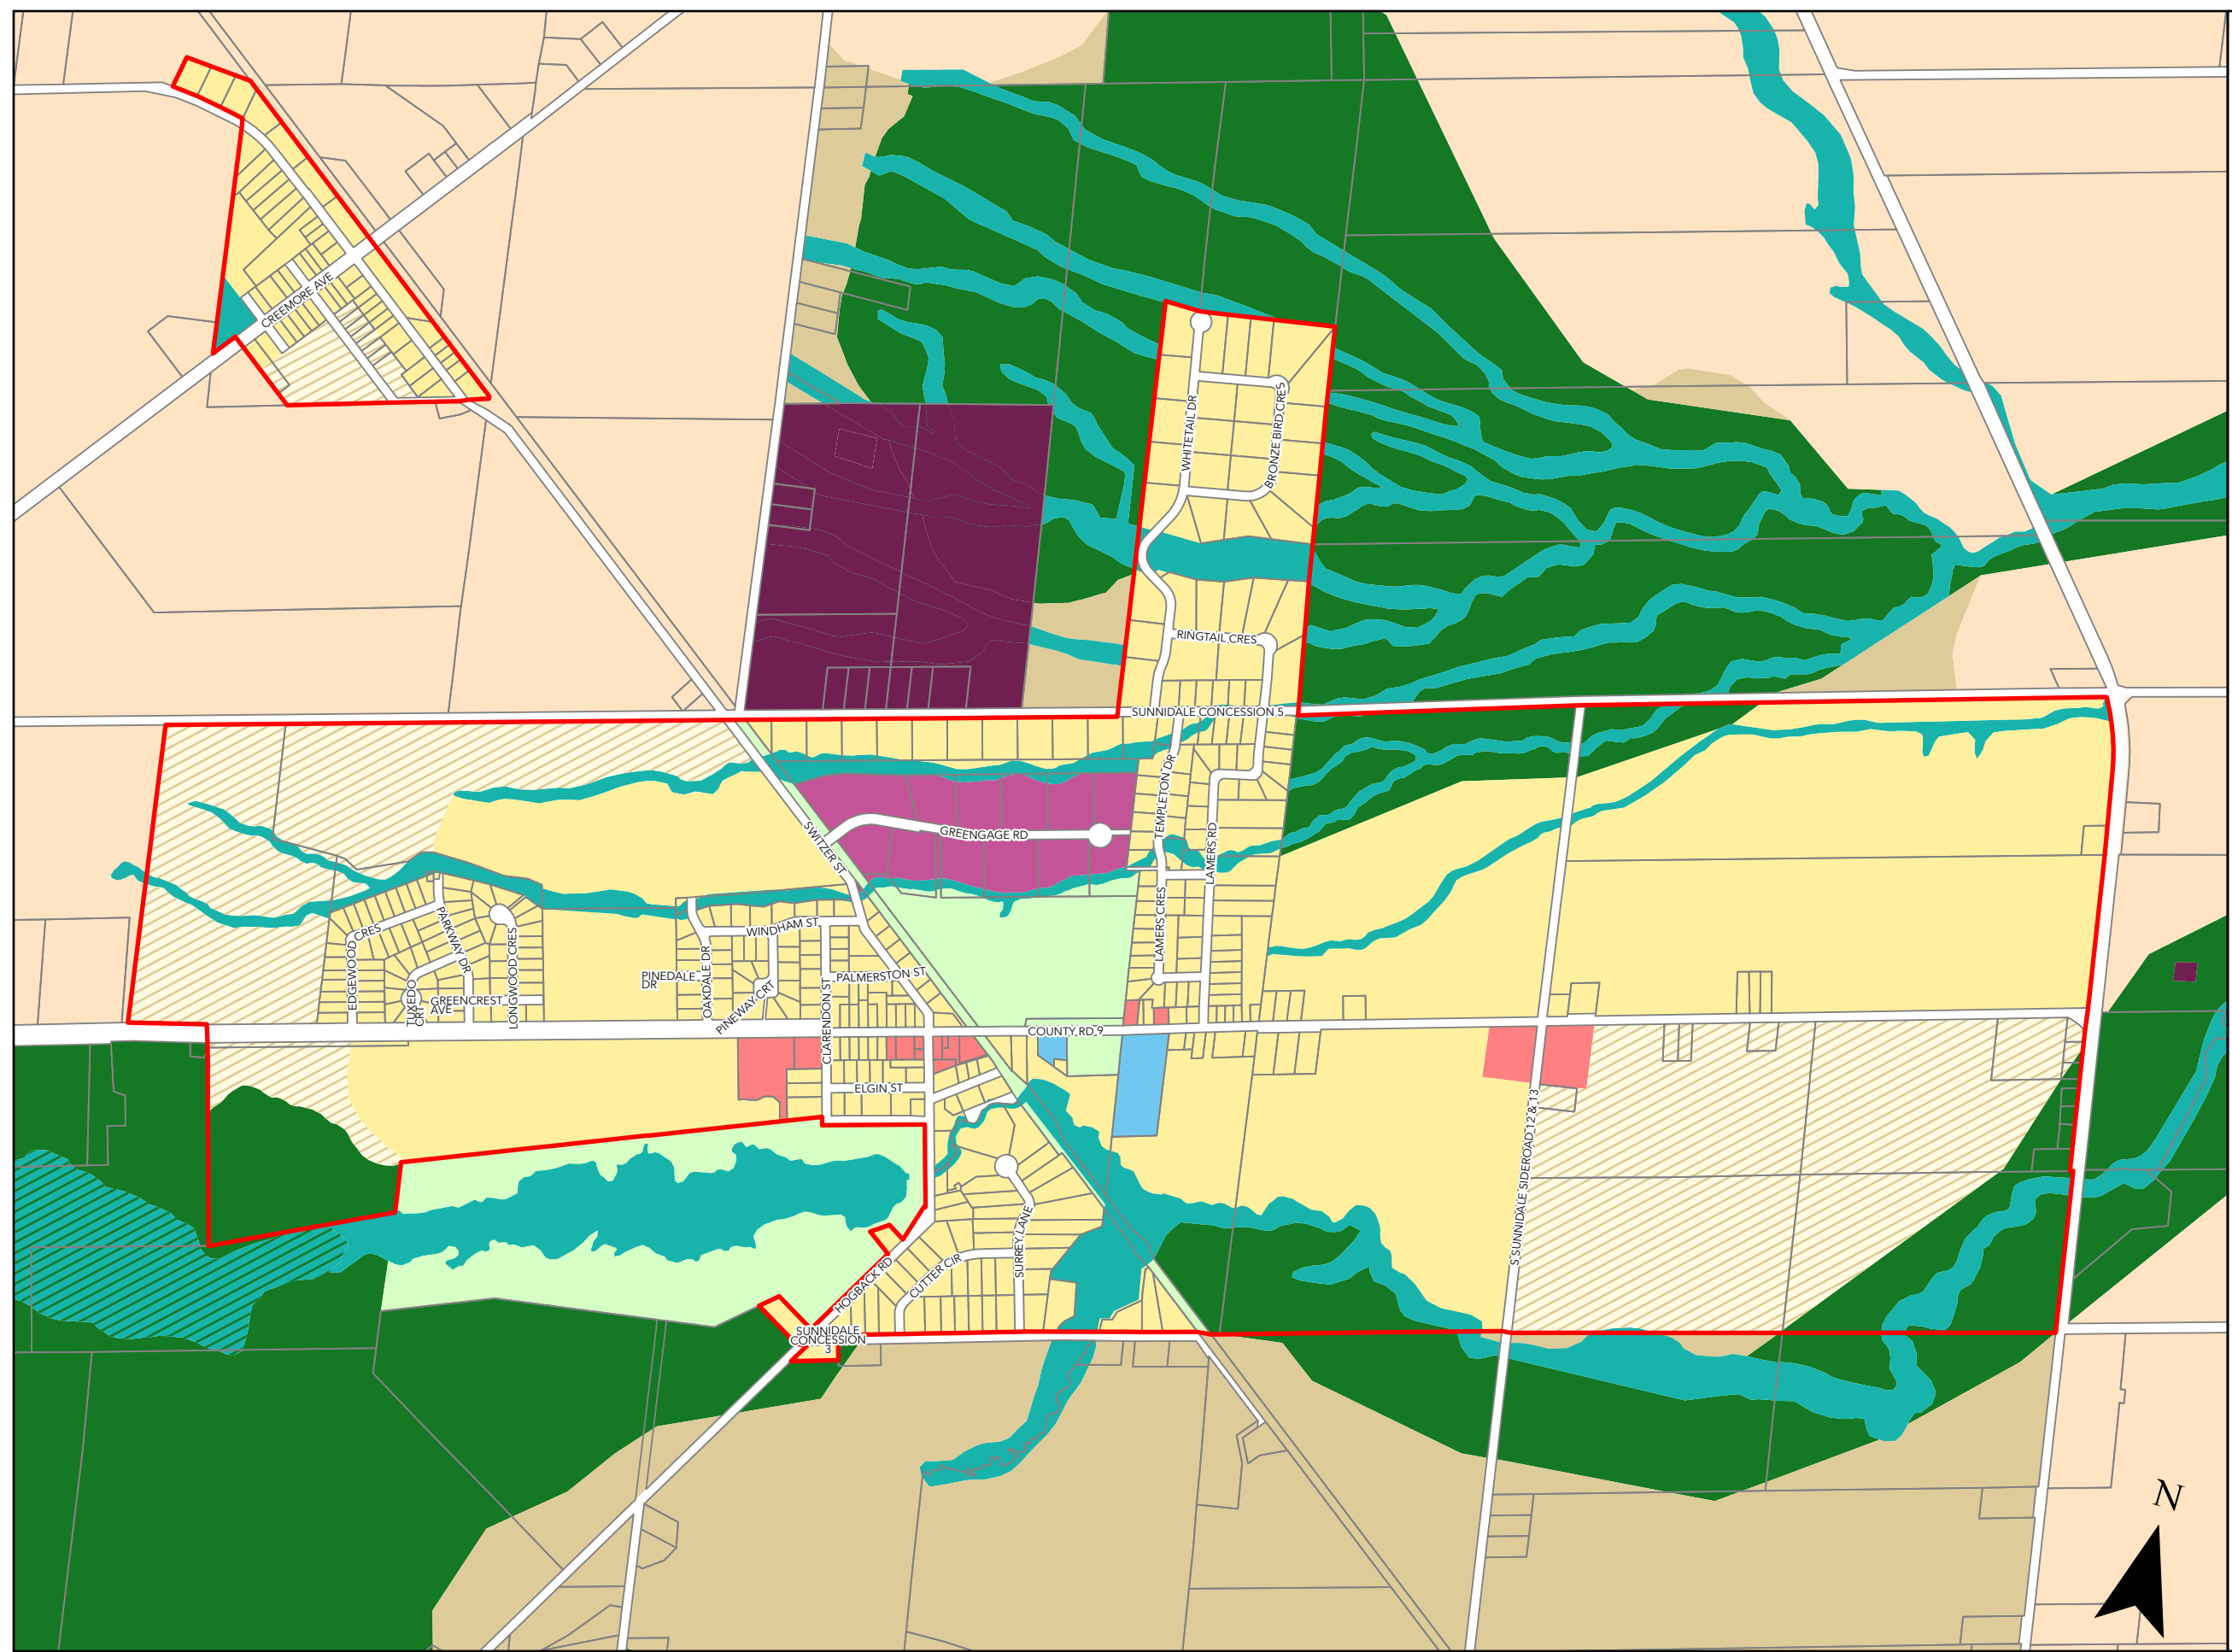 CREEMORE AVE
WHITETAIL DR
BRONZE BIRD CRES
RINGTAIL CRES
SUNNIDALE CONCESSION 5
TEMPLETON DR
SWITZER ST
GREENGAGE RD
LAMERS RD
PARKWAY DR
EDGEWOOD CRES
LONGWOOD CRES
WINDHAM ST
LAMERS CRES
PINEDALE
DR
OAKDALE DR
PALMERSTON ST
TUXEDO
CRT
GREENCREST
AVE
PINEWAY CRT
CLARENDON ST
COUNTY RD 9
ELGIN ST
S SUNNIDALE SIDEROAD 12 & 13
SURREY LANE
HOGBACK RD
CUTTER CIR
SUNNIDALE
CONCESSION
3
N